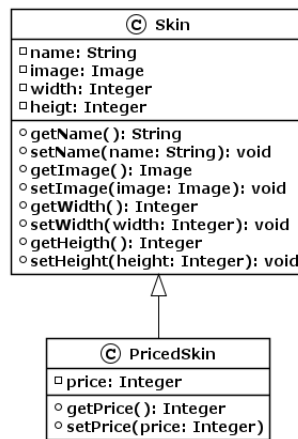 C Skin
name: String
image: Image
width: Integer
heigt: Integer
getName(): String
setName(name: String): void
getImage(): Image
setImage(image: Image): void
getWidth(): Integer
setWidth(width: Integer): void
getHeigth(): Integer
setHeight(height: Integer): void
C PricedSkin
price: Integer
getPrice(): Integer
setPrice(price: Integer)